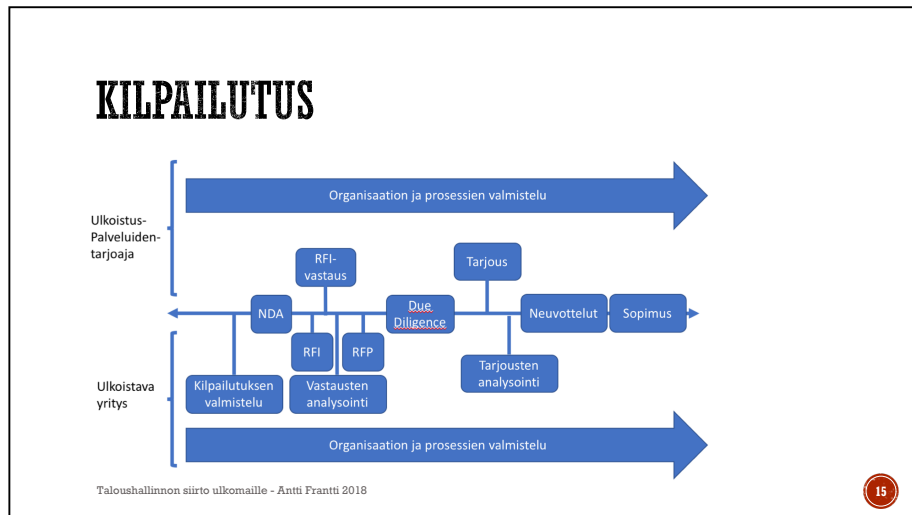 KILPAILUTUS
Organisaation ja prosessien valmistelu
Ulkoistus-
Palveluiden-
tarjoaja
RFI-
vastaus
Tarjous
NDA
Due
Diligence
Neuvottelut
Sopimus
RFI
RFP
Tarjousten
analysointi
Ulkoistava
yritys
Kilpailutuksen
valmistelu
Vastausten
analysointi
Organisaation ja prosessien valmistelu
Taloushallinnon siirto ulkomaille - Antti Frantti 2018
15